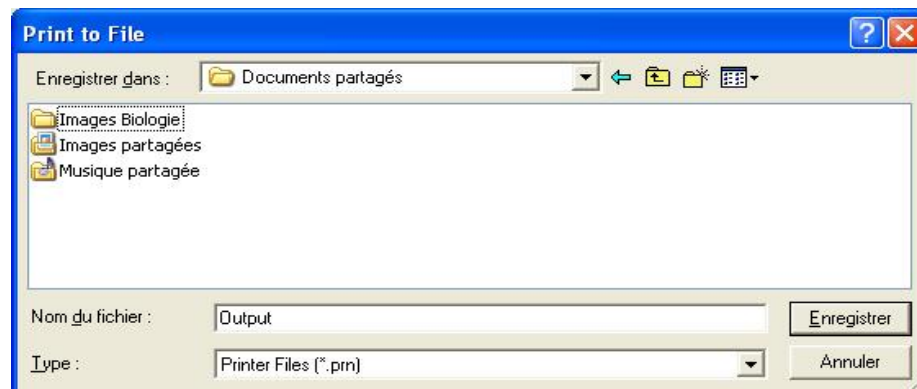 Print to File
Enregistrer dans :
Documents partagés
Images Biologie
Images partagées
Musique partagée
Nom du fichier :
Output
Enregistrer
Type :
Printer Files (*.prn)
Annuler